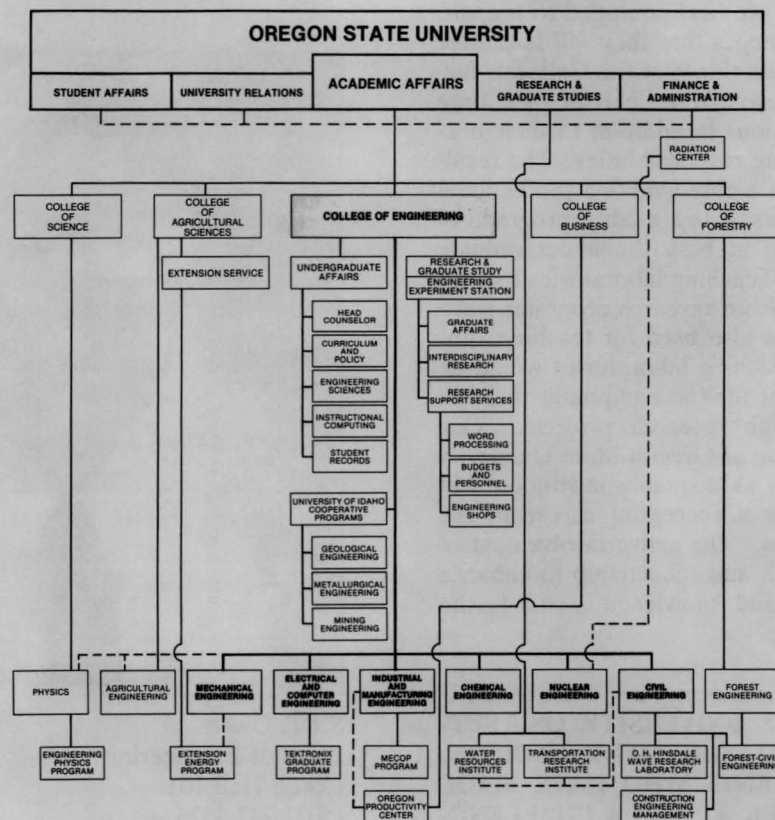 OREGON STATE UNIVERSITY
STUDENT AFFAIRS
UNIVERSITY RELATIONS
ACADEMIC AFFAIRS
RESEARCH &
GRADUATE STUDIES
FINANCE &
ADMINISTRATION
RADIATION
CENTER
COLLEGE
OF
SCIENCE
COLLEGE
OF
AGRICULTURAL
SCIENCES
COLLEGE OF ENGINEERING
COLLEGE
OF
BUSINESS
COLLEGE
OF
FORESTRY
EXTENSION SERVICE
UNDERGRADUATE
AFFAIRS
HEAD
COUNSELOR
CURRICULUM
AND
POLICY
ENGINEERING
SCIENCES
INSTRUCTIONAL
COMPUTING
STUDENT
RECORDS
RESEARCH &
GRADUATE STUDY
ENGINEERING
EXPERIMENT STATION
GRADUATE
AFFAIRS
INTERDISCIPLINARY
RESEARCH
RESEARCH
SUPPORT SERVICES
WORD
PROCESSING
BUDGETS
AND
PERSONNEL
ENGINEERING
SHOPS
UNIVERSITY OF IDAHO
COOPERATIVE
PROGRAMS
GEOLOGICAL
ENGINEERING
METALLURGICAL
ENGINEERING
MINING
ENGINEERING
PHYSICS
AGRICULTURAL
ENGINEERING
MECHANICAL
ENGINEERING
ELECTRICAL
AND
COMPUTER
ENGINEERING
INDUSTRIAL
AND
MANUFACTURING
ENGINEERING
CHEMICAL
ENGINEERING
NUCLEAR
ENGINEERING
CIVIL
ENGINEERING
FOREST
ENGINEERING
ENGINEERING
PHYSICS
PROGRAM
EXTENSION
ENERGY
PROGRAM
TEKTRONIX
GRADUATE
PROGRAM
MECOP
PROGRAM
WATER
RESOURCES
INSTITUTE
TRANSPORTATION
RESEARCH
INSTITUTE
O. H. HINSDALE
WAVE RESEARCH
LABORATORY
FOREST-CIVIL
ENGINEERING
OREGON
PRODUCTIVITY
CENTER
CONSTRUCTION
ENGINEERING
MANAGEMENT